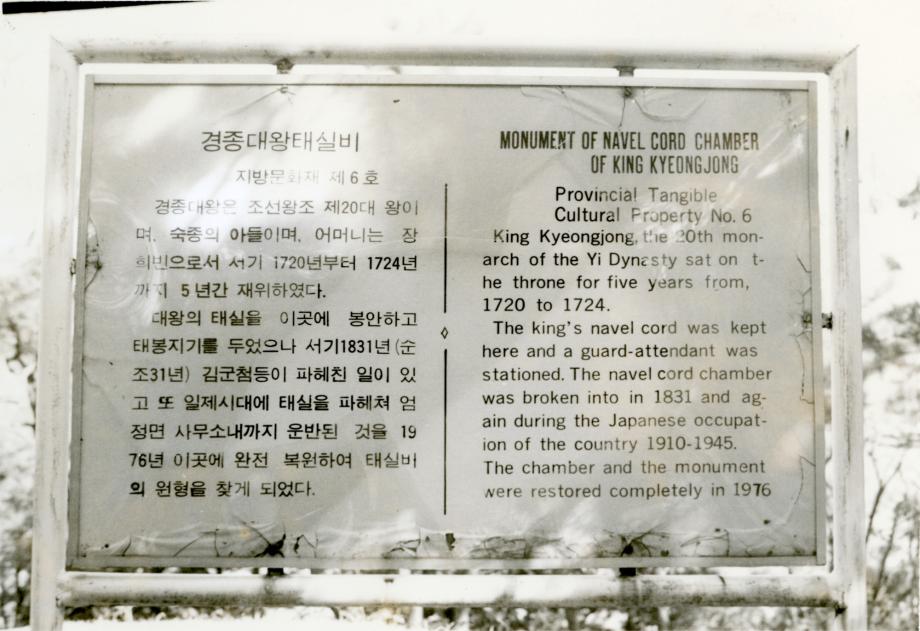 경종대왕태실비
지방문화재 제6호
경종대왕은 조선왕조 제20대 왕이
며, 숙종의 아들이며, 어머니는 장
희빈으로서 서기 1720년부터 1724년
까지 5년간 재위하였다.
대왕의 태실을 이곳에 봉안하고
태봉지기를 두었으나 서기1831년(순
조31년) 김군첨등이 파헤친 일이 있
고 또 일제시대에 태실을 파헤쳐 엄
정면 사무소내까지 운반된 것을 19
76년 이곳에 완전 복원하여 태실비
의 원형을 찾게 되었다.
MONUMENT OF NAVEL CORD CHAMBER
OF KING KYEONGJONG
Provincial Tangible
Cultural Property No. 6
King Kyeongjong, the 20th mon-
arch of the Yi Dynasty sat on t-
he throne for five years from,
1720 to 1724.
The king's navel cord was kept
here and a guard-attendant was
stationed. The navel cord chamber
was broken into in 1831 and ag-
ain during the Japanese occupat-
ion of the country 1910-1945.
The chamber and the monument
were restored completely in 1976